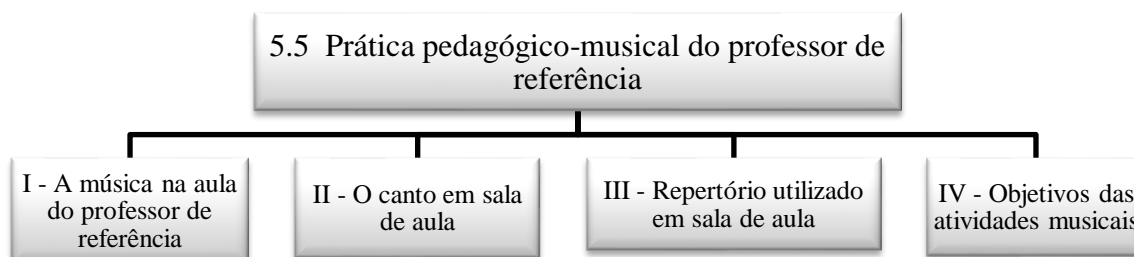 5.5 Prática pedagógico-musical do professor de
referência
I - A música na aula
do professor de
referência
II - O canto em sala
de aula
III - Repertório utilizado
em sala de aula
IV - Objetivos das
atividades musicais